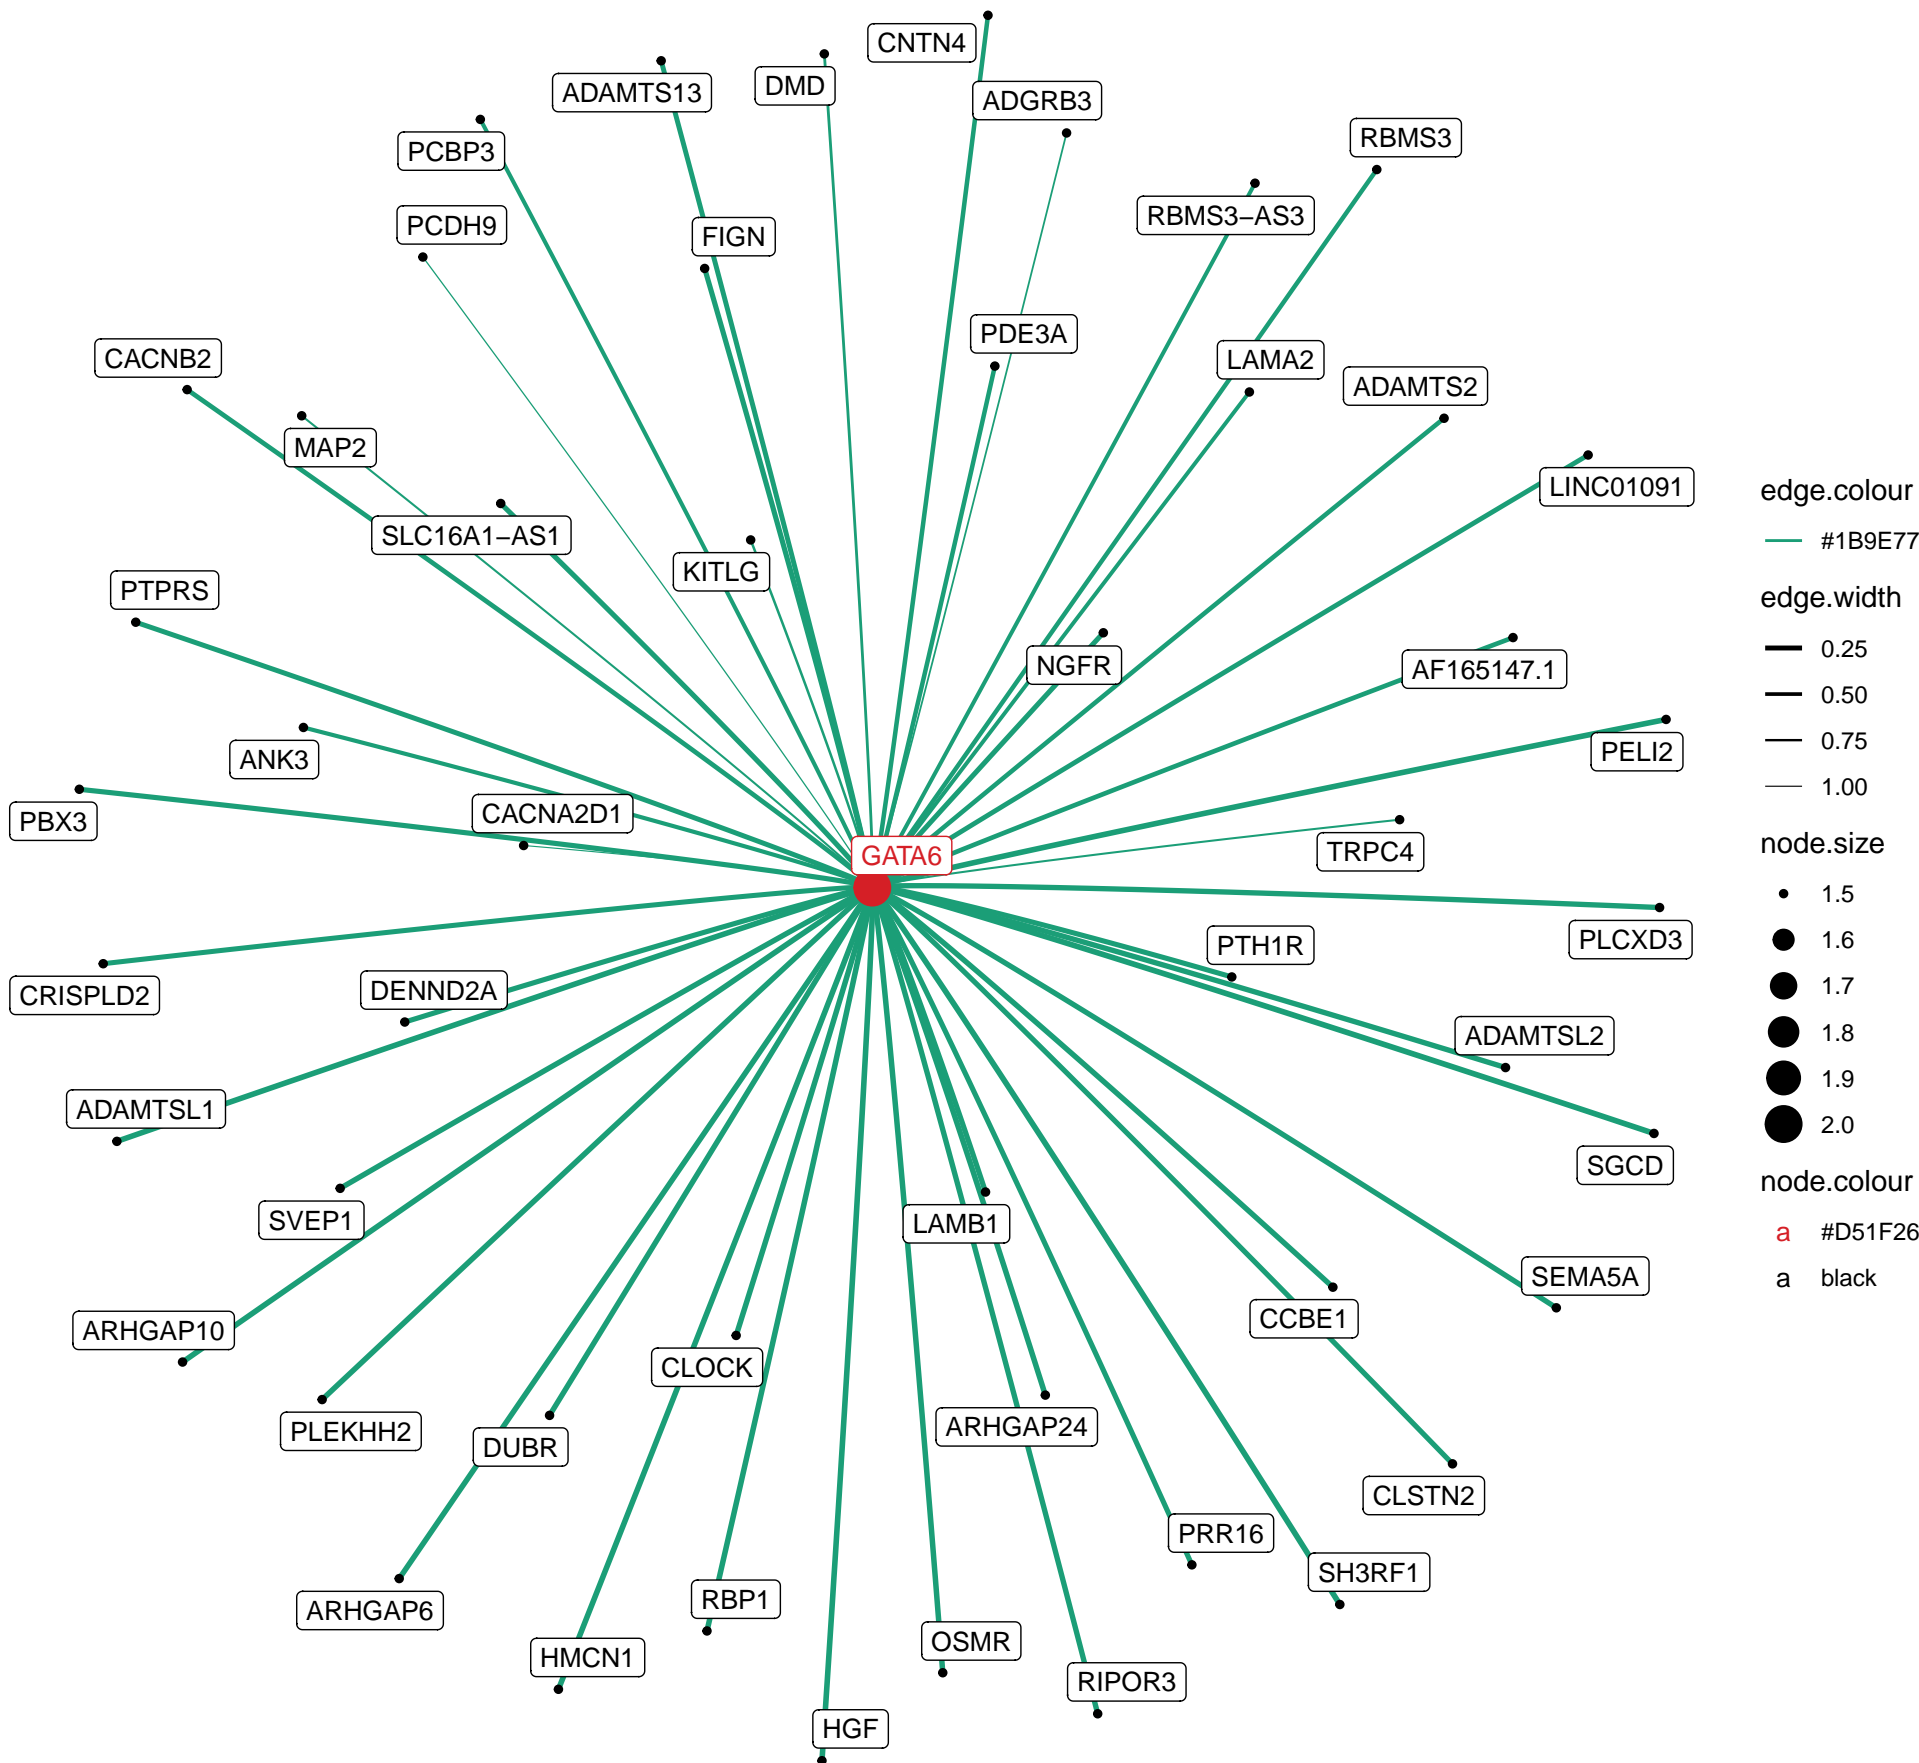 CNTN4
DMD
ADAMTS13
ADGRB3
RBMS3
PCBP3
RBMS3−AS3
PCDH9
FIGN
PDE3A
CACNB2
LAMA2
ADAMTS2
MAP2
LINC01091
SLC16A1−AS1
KITLG
PTPRS
NGFR
AF165147.1
ANK3
PELI2
CACNA2D1
PBX3
GATA6
TRPC4
PLCXD3
PTH1R
DENND2A
CRISPLD2
ADAMTSL2
ADAMTSL1
SGCD
SVEP1
LAMB1
SEMA5A
CCBE1
ARHGAP10
CLOCK
ARHGAP24
PLEKHH2
DUBR
CLSTN2
PRR16
SH3RF1
RBP1
ARHGAP6
OSMR
HMCN1
RIPOR3
HGF
edge.colour
#1B9E77
edge.width
0.25
0.50
0.75
1.00
node.size
1.5
1.6
1.7
1.8
1.9
2.0
node.colour
a #D51F26
a black